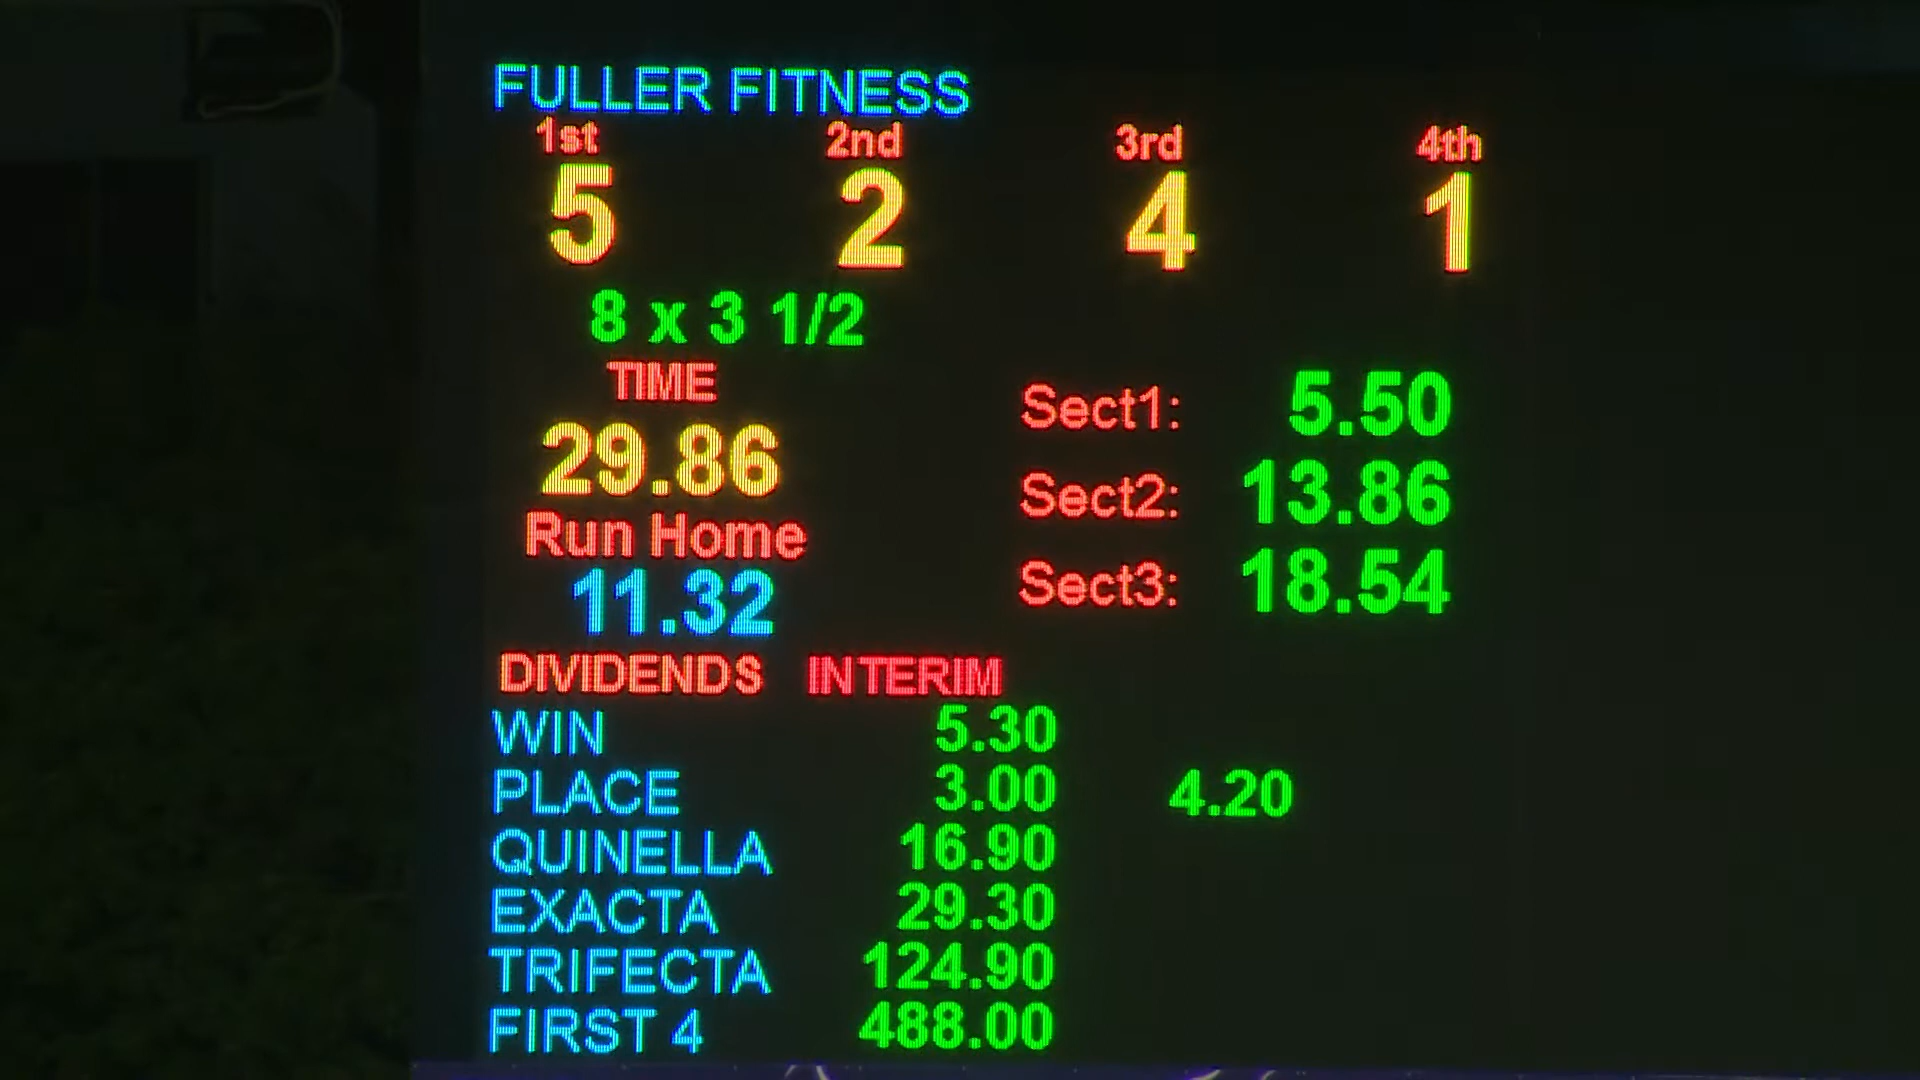 FULLER FITNESS
1st 2nd 3rd 4th
5 2 4 1
8 x 3 1/2
TIME
29.86
Run Home
11.32
Sect1: 5.50
Sect2: 13.86
Sect3: 18.54
DIVIDENDS INTERIM
WIN 5.30
PLACE 3.00 4.20
QUINELLA 16.90
EXACTA 29.30
TRIFECTA 124.90
FIRST 4 488.00